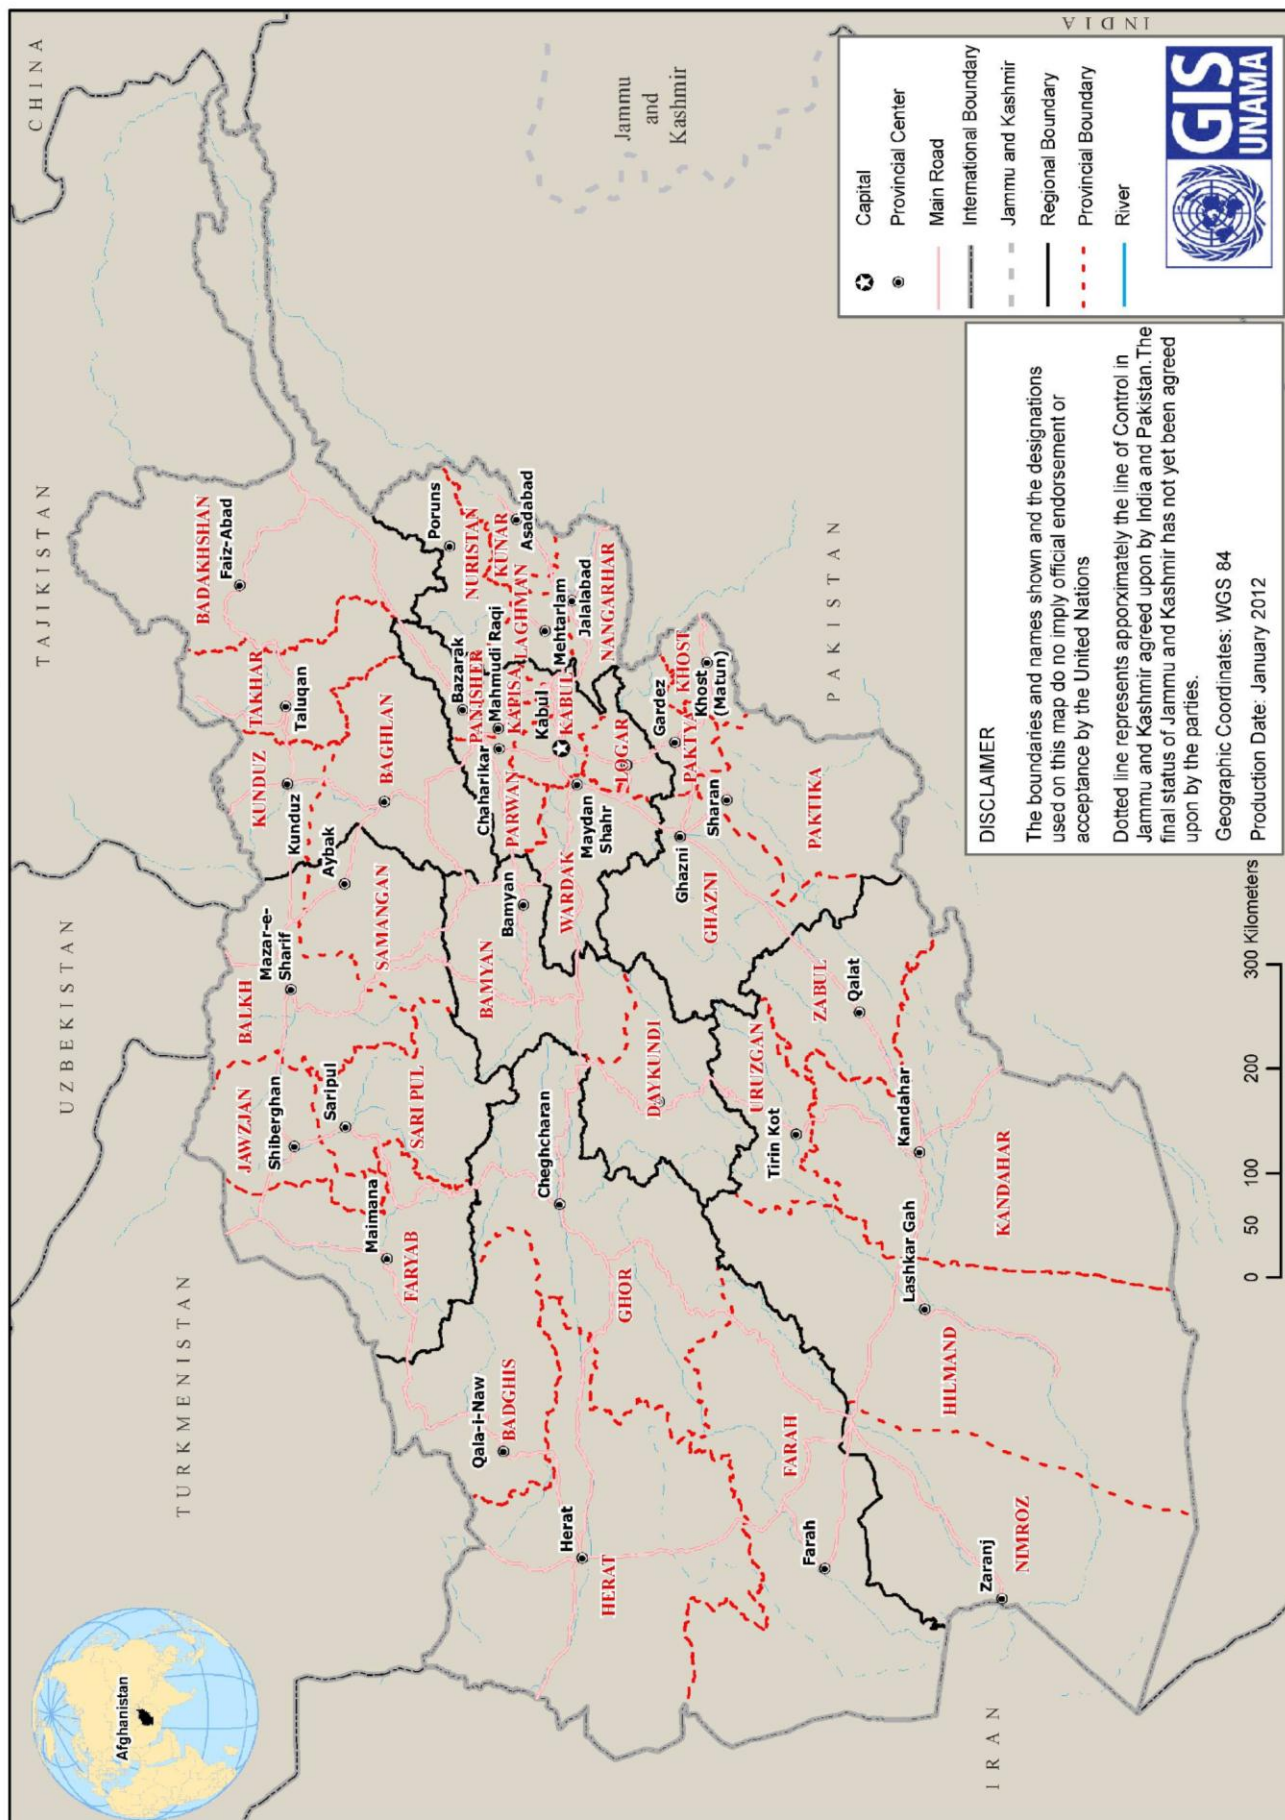 Afghanistan
CHINA
TAJIKISTAN
UZBEKISTAN
TURKMENISTAN
IRAN
PAKISTAN
INDIA
Jammu
and
Kashmir
BADAKHSHAN
Faiz-Abad
TAKHAR
Taluqan
KUNDUZ
Kunduz
BAGHLAN
Aybak
SAMANGAN
BALKH
Mazar-e-
Sharif
JAWZJAN
Shiberghan
Saripul
SARI PUL
Maimana
FARYAB
Qala-i-Naw
BADGHIS
Herat
HERAT
Cheghcharan
GHOR
Farah
FARAH
Zaranj
NIMROZ
HILMAND
Lashkar Gah
KANDAHAR
Kandahar
Tirin Kot
URUZGAN
DAYKUNDI
ZABUL
Qalat
BAMYAN
Bamyan
WARDAK
Maydan
Shahr
PARWAN
Chaharikar
Bazarak
PANJSHER
Mahmudi Raqi
KAPISA
Kabul
KABUL
LOGAR
Poruns
NURISTAN
KUNAR
Asadabad
LAGHMAN
Mehtarlam
Jalalabad
NANGARHAR
Gardez
PAKTYA
KHOST
Khost
(Matun)
Sharan
PAKTIKA
Ghazni
GHAZNI
0 50 100 200 300 Kilometers
DISCLAIMER
The boundaries and names shown and the designations
used on this map do no imply official endorsement or
acceptance by the United Nations
Dotted line represents apporximately the line of Control in
Jammu and Kashmir agreed upon by India and Pakistan.The
final status of Jammu and Kashmir has not yet been agreed
upon by the parties.
Geographic Coordinates: WGS 84
Production Date: January 2012
Capital
Provincial Center
Main Road
International Boundary
Jammu and Kashmir
Regional Boundary
Provincial Boundary
River
GIS
UNAMA